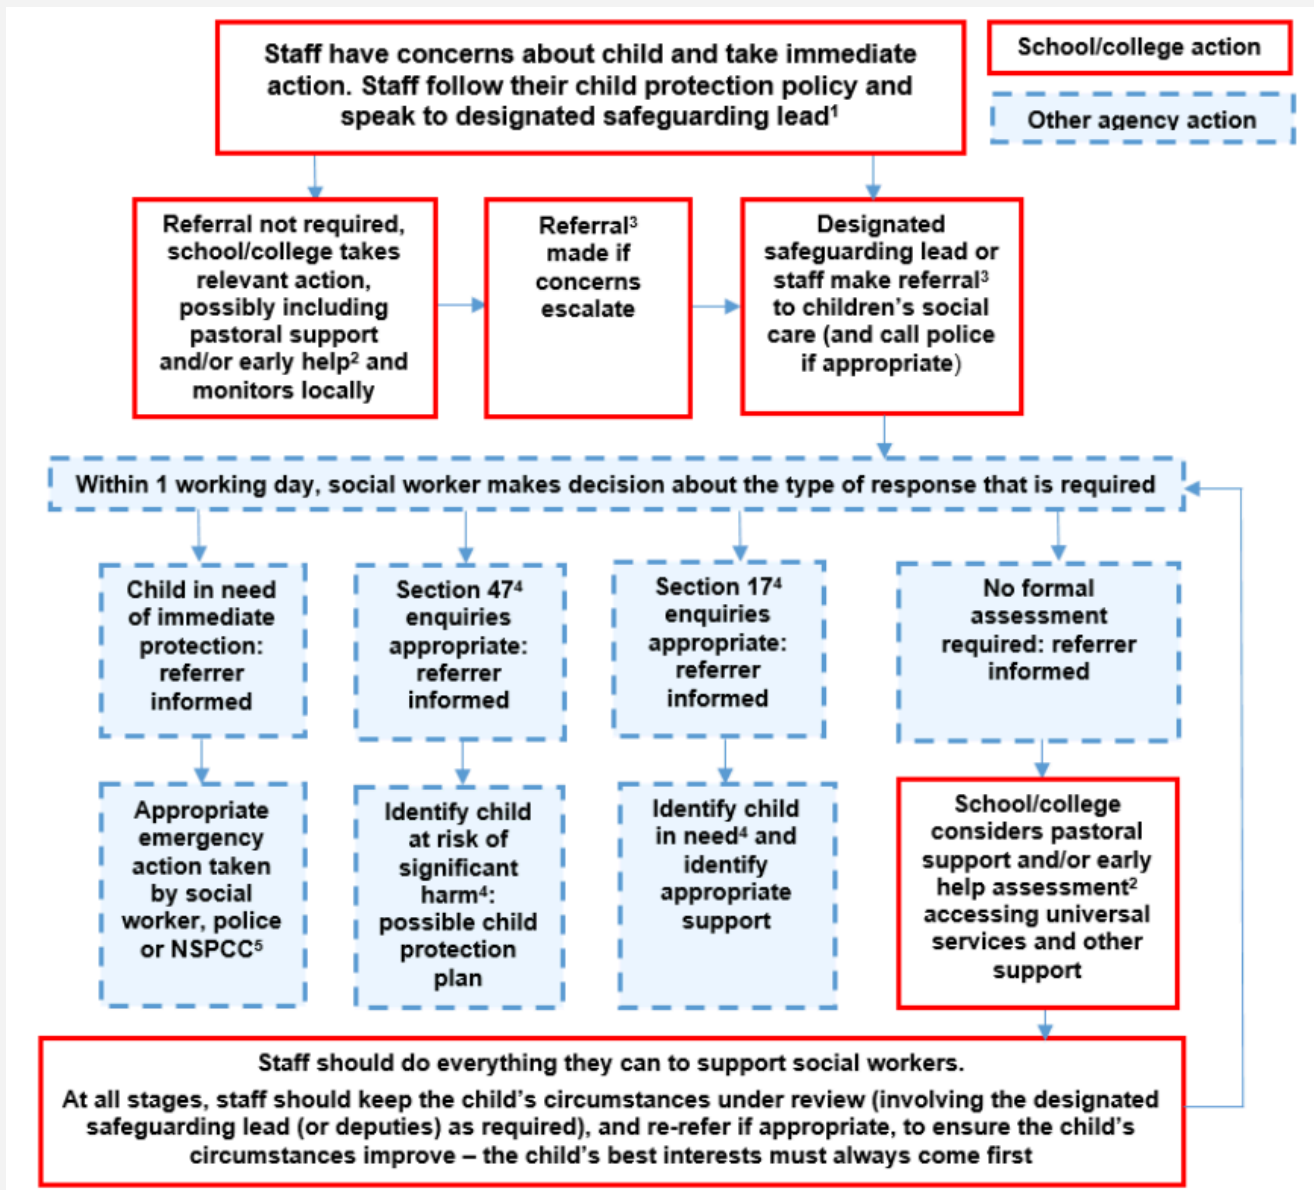 Staff have concerns about child and take immediate
action. Staff follow their child protection policy and
speak to designated safeguarding lead¹
School/college action
Other agency action
Referral not required,
school/college takes
relevant action,
possibly including
pastoral support
and/or early help² and
monitors locally
Referral³
made if
concerns
escalate
Designated
safeguarding lead or
staff make referral³
to children’s social
care (and call police
if appropriate)
Within 1 working day, social worker makes decision about the type of response that is required
Child in need
of immediate
protection:
referrer
informed
Section 47⁴
enquiries
appropriate:
referrer
informed
Section 17⁴
enquiries
appropriate:
referrer
informed
No formal
assessment
required: referrer
informed
Appropriate
emergency
action taken
by social
worker, police
or NSPCC⁵
Identify child
at risk of
significant
harm⁴:
possible child
protection
plan
Identify child
in need⁴ and
identify
appropriate
support
School/college
considers pastoral
support and/or early
help assessment²
accessing universal
services and other
support
Staff should do everything they can to support social workers.
At all stages, staff should keep the child’s circumstances under review (involving the designated
safeguarding lead (or deputies) as required), and re-refer if appropriate, to ensure the child’s
circumstances improve – the child’s best interests must always come first